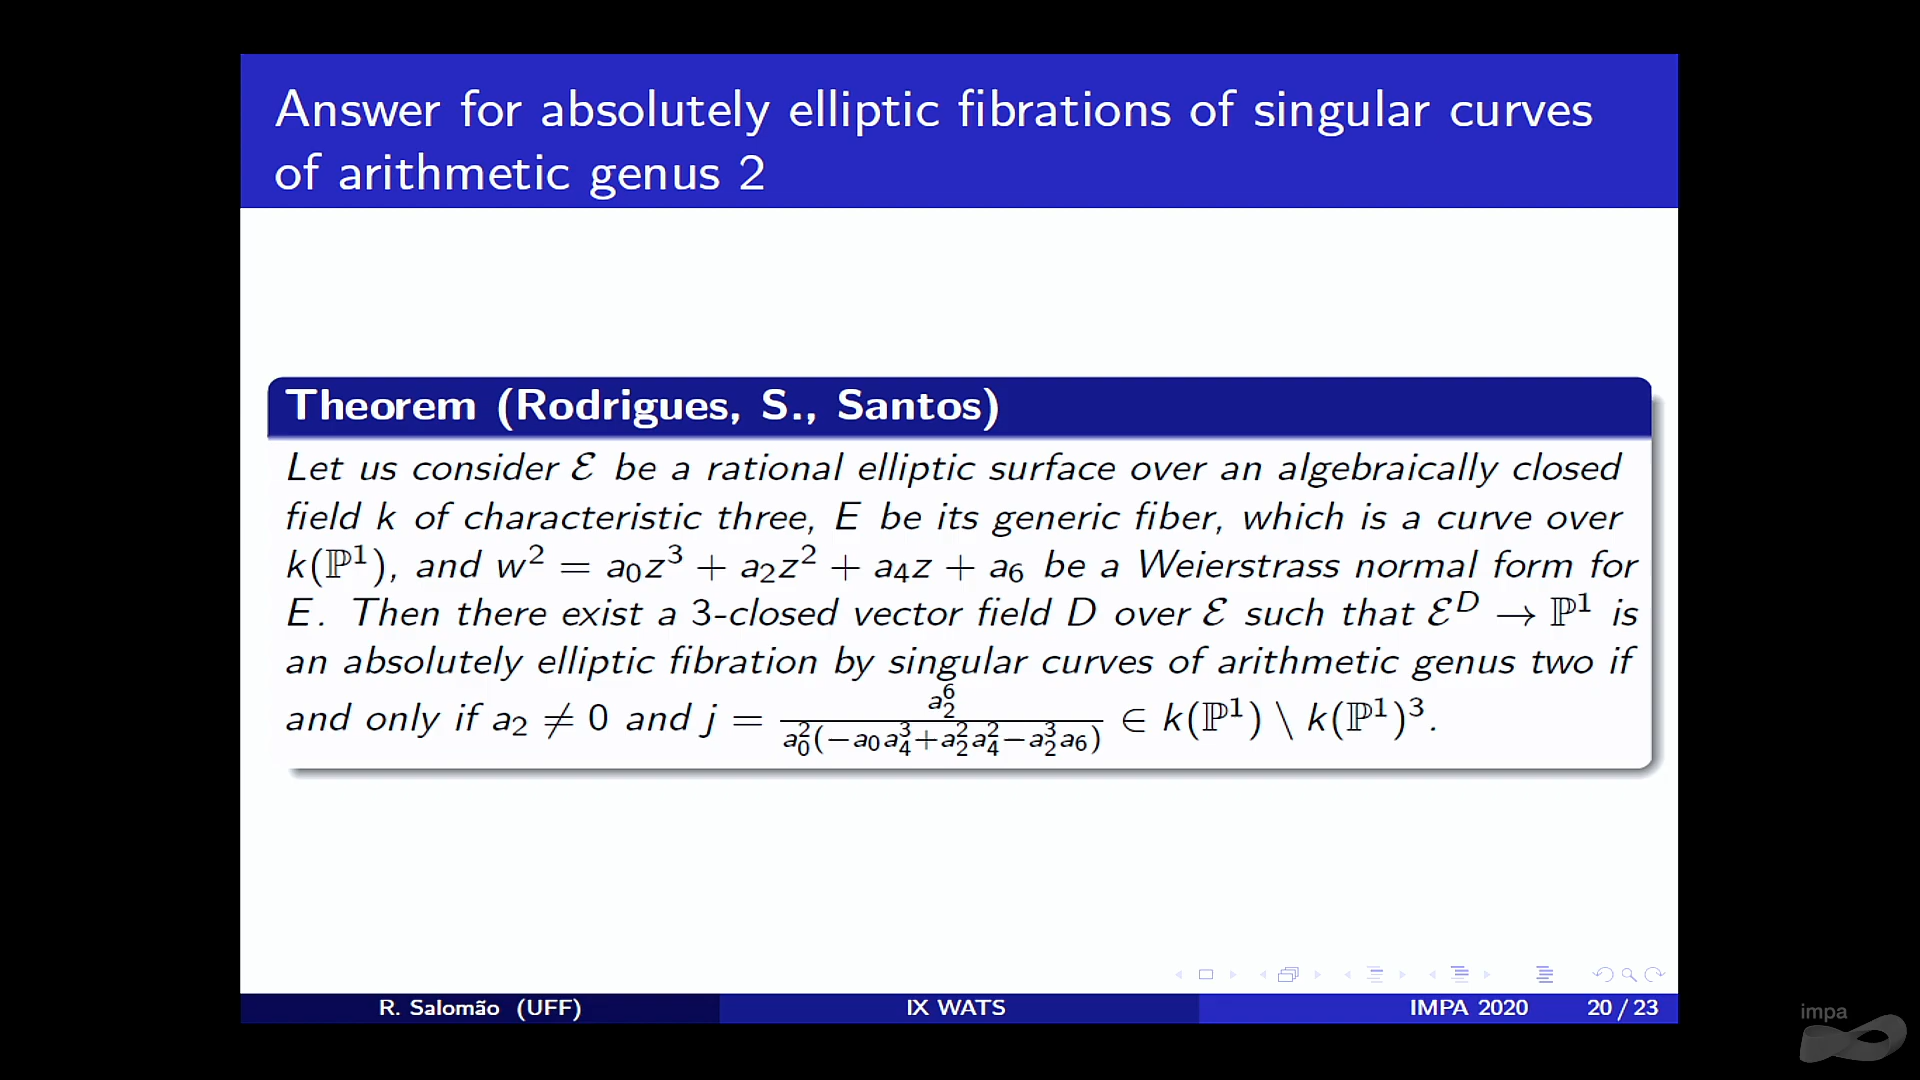 Answer for absolutely elliptic fibrations of singular curves
of arithmetic genus 2
Theorem (Rodrigues, S., Santos)
Let us consider ℰ be a rational elliptic surface over an algebraically closed
field k of characteristic three, E be its generic fiber, which is a curve over
k(ℙ¹), and w² = a₀z³ + a₂z² + a₄z + a₆ be a Weierstrass normal form for
E. Then there exist a 3-closed vector field D over ℰ such that ℰᴰ → ℙ¹ is
an absolutely elliptic fibration by singular curves of arithmetic genus two if
and only if a₂ ≠ 0 and j = a₂⁶ / a₀²(−a₀a₄³+a₂²a₄²−a₂³a₆) ∈ k(ℙ¹) \ k(ℙ¹)³.
R. Salomão (UFF) IX WATS IMPA 2020 20 / 23
impa